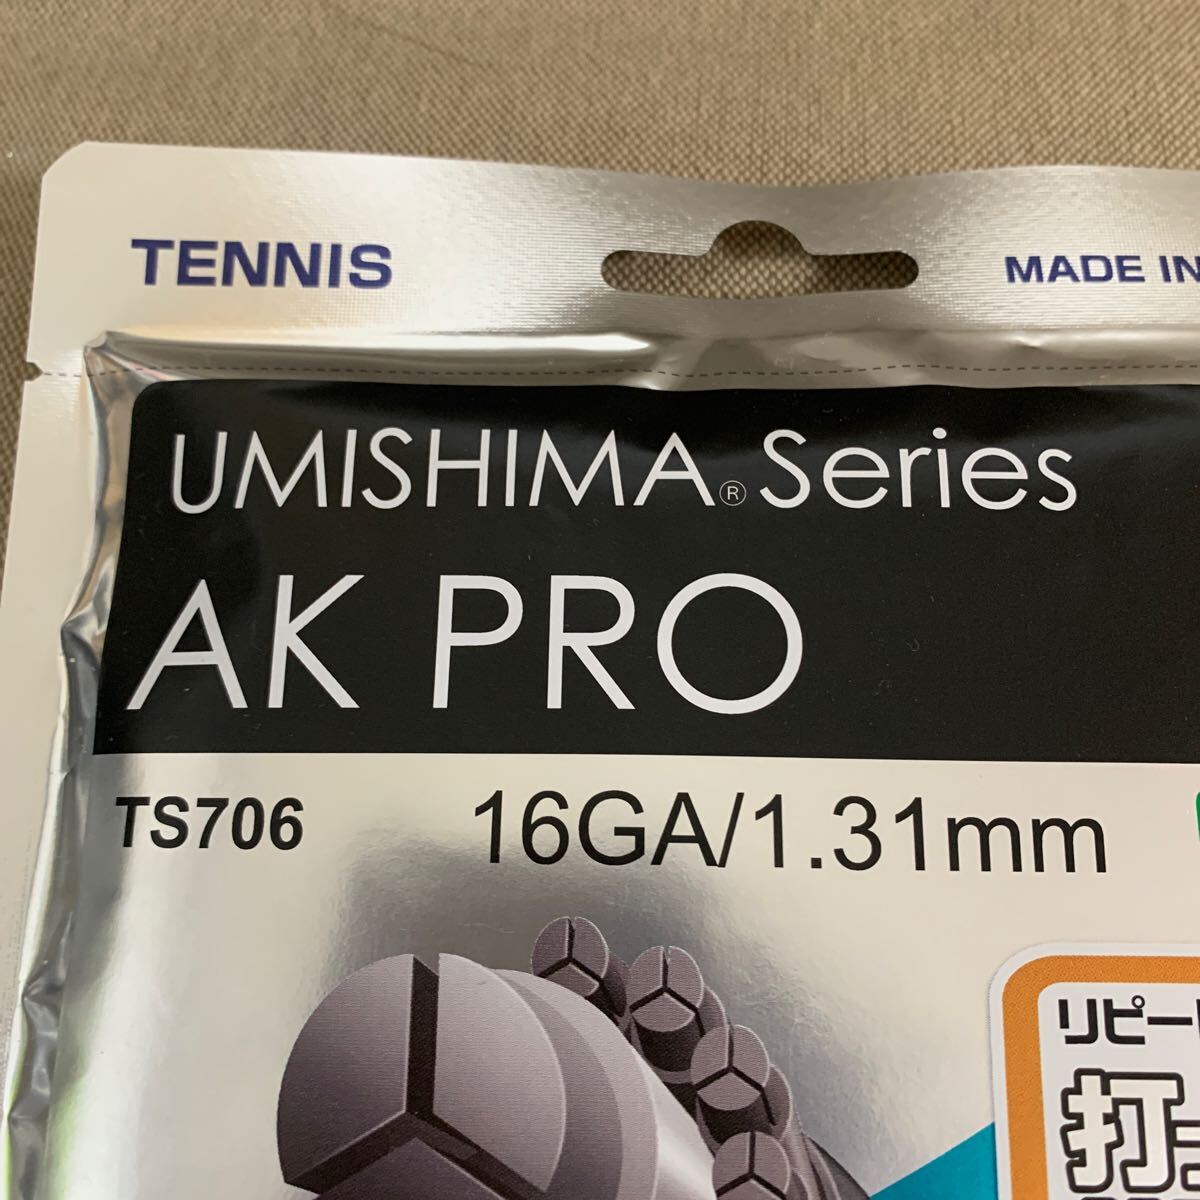 TENNIS
MADE IN
UMISHIMA® Series
AK PRO
TS706
16GA/1.31mm
リピー
打